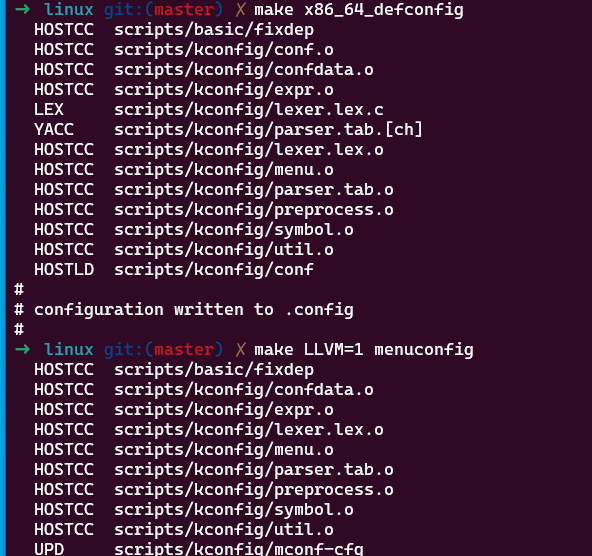 ➜ linux git:(master) ✗ make x86_64_defconfig
HOSTCC scripts/basic/fixdep
HOSTCC scripts/kconfig/conf.o
HOSTCC scripts/kconfig/confdata.o
HOSTCC scripts/kconfig/expr.o
LEX scripts/kconfig/lexer.lex.c
YACC scripts/kconfig/parser.tab.[ch]
HOSTCC scripts/kconfig/lexer.lex.o
HOSTCC scripts/kconfig/menu.o
HOSTCC scripts/kconfig/parser.tab.o
HOSTCC scripts/kconfig/preprocess.o
HOSTCC scripts/kconfig/symbol.o
HOSTCC scripts/kconfig/util.o
HOSTLD scripts/kconfig/conf
#
# configuration written to .config
#
➜ linux git:(master) ✗ make LLVM=1 menuconfig
HOSTCC scripts/basic/fixdep
HOSTCC scripts/kconfig/confdata.o
HOSTCC scripts/kconfig/expr.o
HOSTCC scripts/kconfig/lexer.lex.o
HOSTCC scripts/kconfig/menu.o
HOSTCC scripts/kconfig/parser.tab.o
HOSTCC scripts/kconfig/preprocess.o
HOSTCC scripts/kconfig/symbol.o
HOSTCC scripts/kconfig/util.o
UPD scripts/kconfig/mconf-cfg